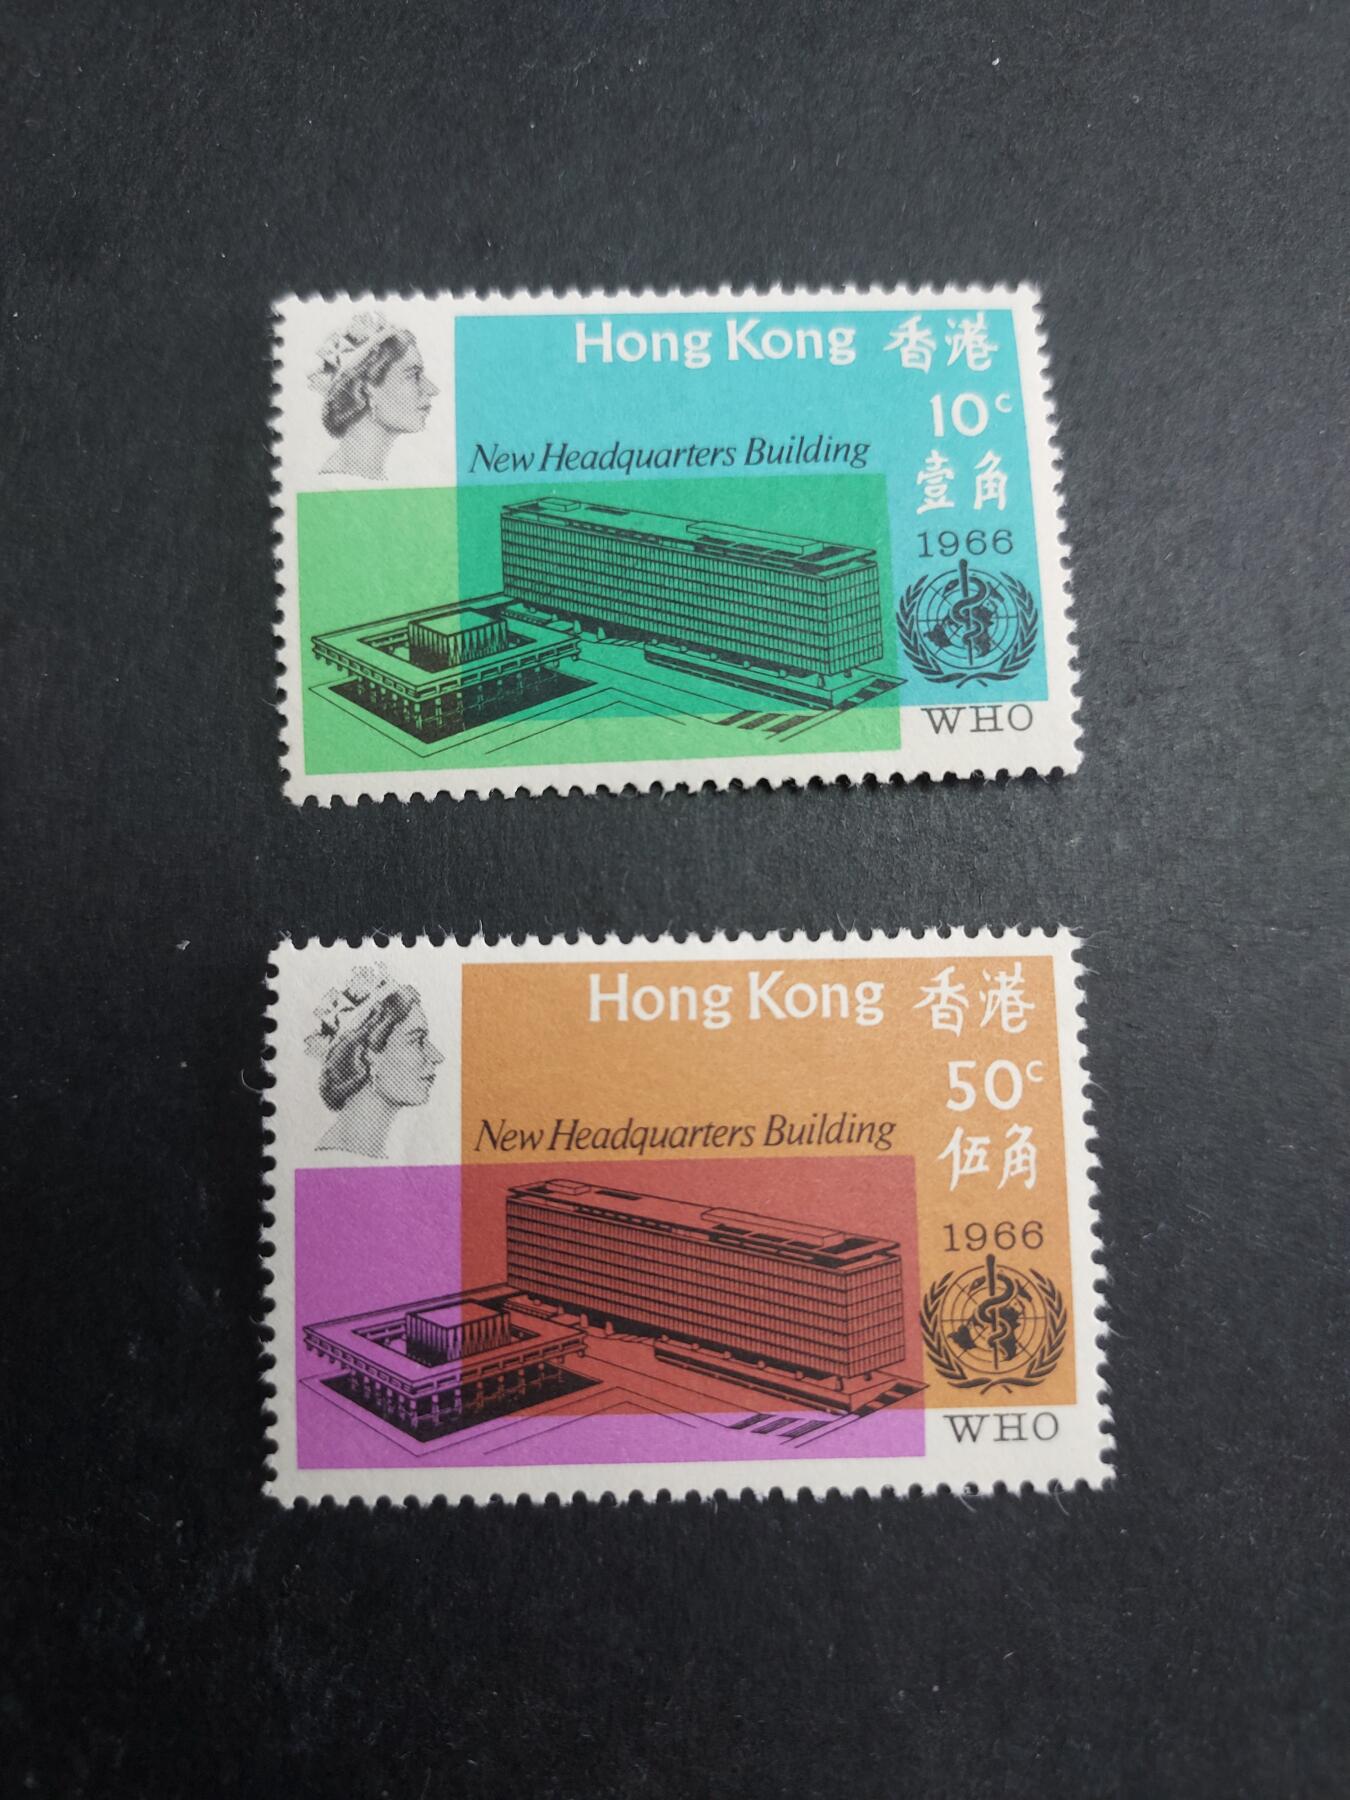 Hong Kong 香港
10c
壹角
New Headquarters Building
1966
WHO
Hong Kong 香港
50c
伍角
New Headquarters Building
1966
WHO